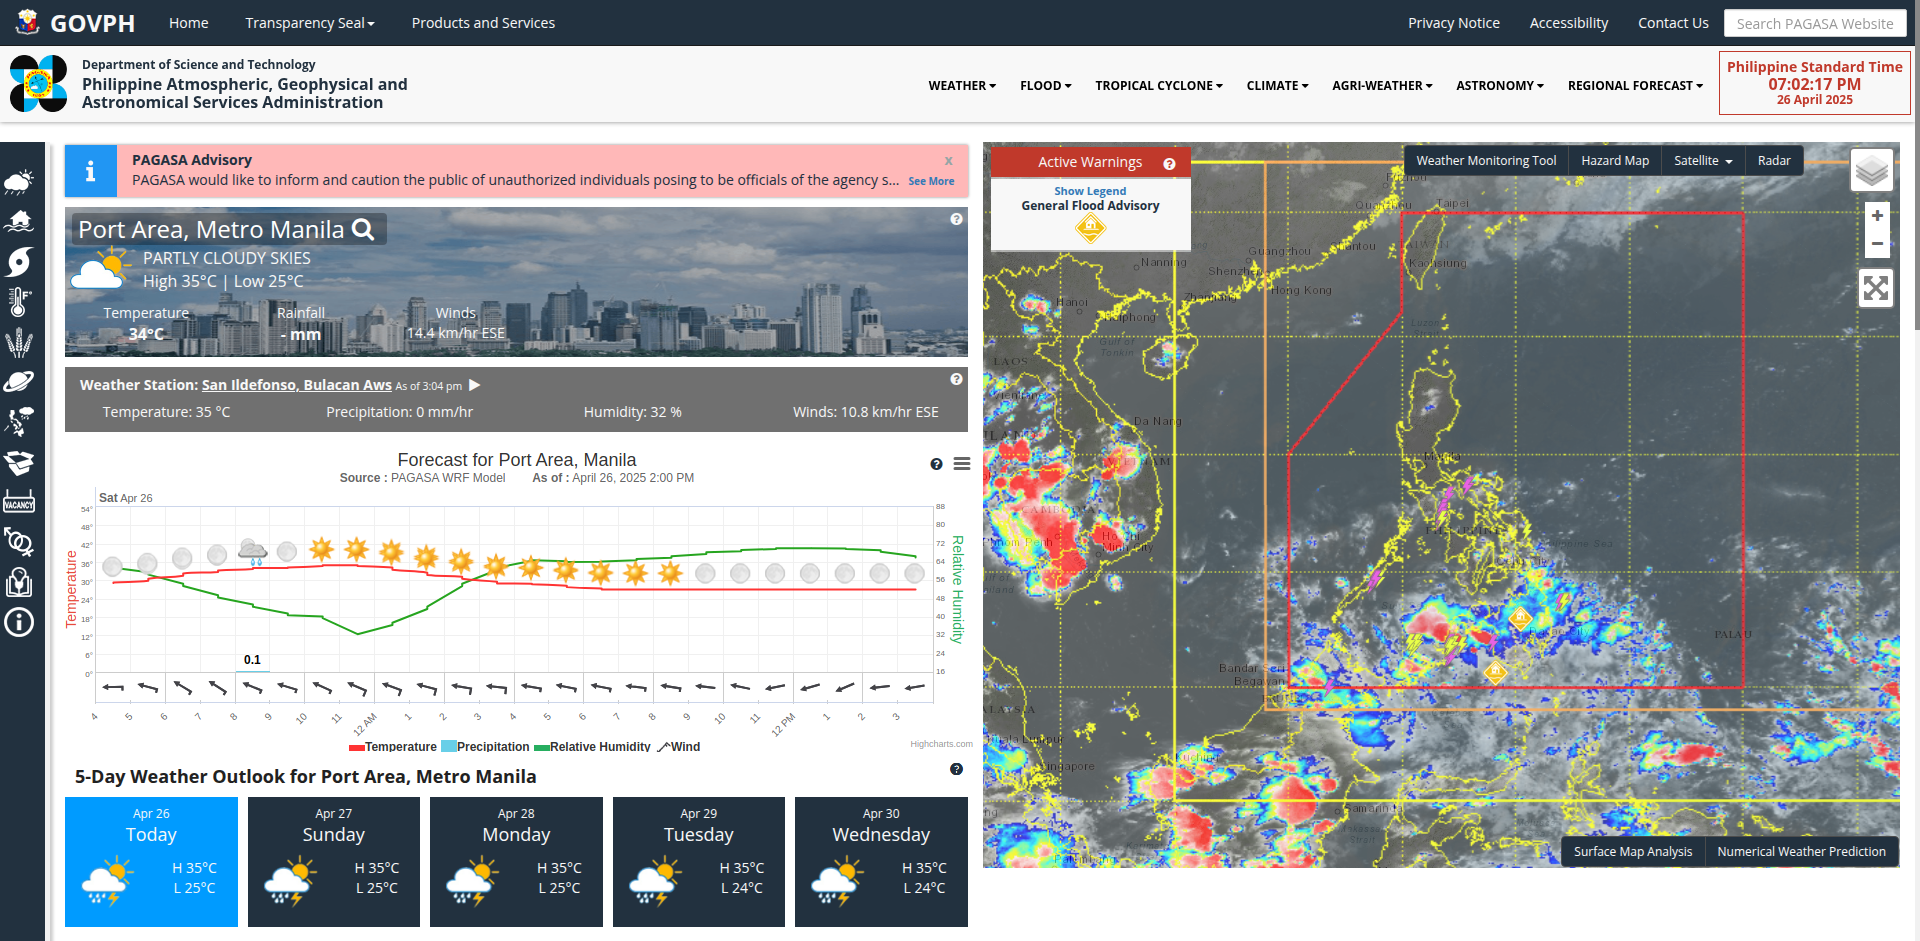 GOVPH
Home
Transparency Seal
Products and Services
Privacy Notice
Accessibility
Contact Us
Search PAGASA Website
Department of Science and Technology
Philippine Atmospheric, Geophysical and
Astronomical Services Administration
WEATHER
FLOOD
TROPICAL CYCLONE
CLIMATE
AGRI-WEATHER
ASTRONOMY
REGIONAL FORECAST
Philippine Standard Time
07:02:17 PM
26 April 2025
PAGASA Advisory
x
PAGASA would like to inform and caution the public of unauthorized individuals posing to be officials of the agency s... See More
Port Area, Metro Manila
PARTLY CLOUDY SKIES
High 35°C | Low 25°C
Temperature Rainfall Winds
34°C - mm 14.4 km/hr ESE
Weather Station: San Ildefonso, Bulacan Aws As of 3:04 pm
Temperature: 35 °C Precipitation: 0 mm/hr Humidity: 32 % Winds: 10.8 km/hr ESE
Forecast for Port Area, Manila
Source : PAGASA WRF Model As of : April 26, 2025 2:00 PM
Sat Apr 26
Temperature
54°
48°
42°
36°
30°
24°
18°
12°
6°
0°
88
80
72
64
56
48
40
32
24
16
Relative Humidity
0.1
4 5 6 7 8 9 10 11 12 AM 1 2 3 4 5 6 7 8 9 10 11 12 PM 1 2 3
Temperature Precipitation Relative Humidity Wind
Highcharts.com
5-Day Weather Outlook for Port Area, Metro Manila
Apr 26
Today
H 35°C
L 25°C
Apr 27
Sunday
H 35°C
L 25°C
Apr 28
Monday
H 35°C
L 25°C
Apr 29
Tuesday
H 35°C
L 24°C
Apr 30
Wednesday
H 35°C
L 24°C
VACANCY
Active Warnings
Show Legend
General Flood Advisory
Weather Monitoring Tool
Hazard Map
Satellite
Radar
+
−
Taipei
TAIWAN
Kaohsiung
Guangzhou
Shantou
Nanning
Shenzhen
Hong Kong
Zhanjiang
Hanoi
Haiphong
Gulf of
Tonkin
LAOS
Luzon
Da Nang
VIETNAM
Manila
CAMBODIA
Phnom Penh
Ho Chi
Minh City
Philippine Sea
PALAU
Bandar Seri
Begawan
Kuala Lumpur
Singapore
Kuching
Samarinda
Surface Map Analysis
Numerical Weather Prediction